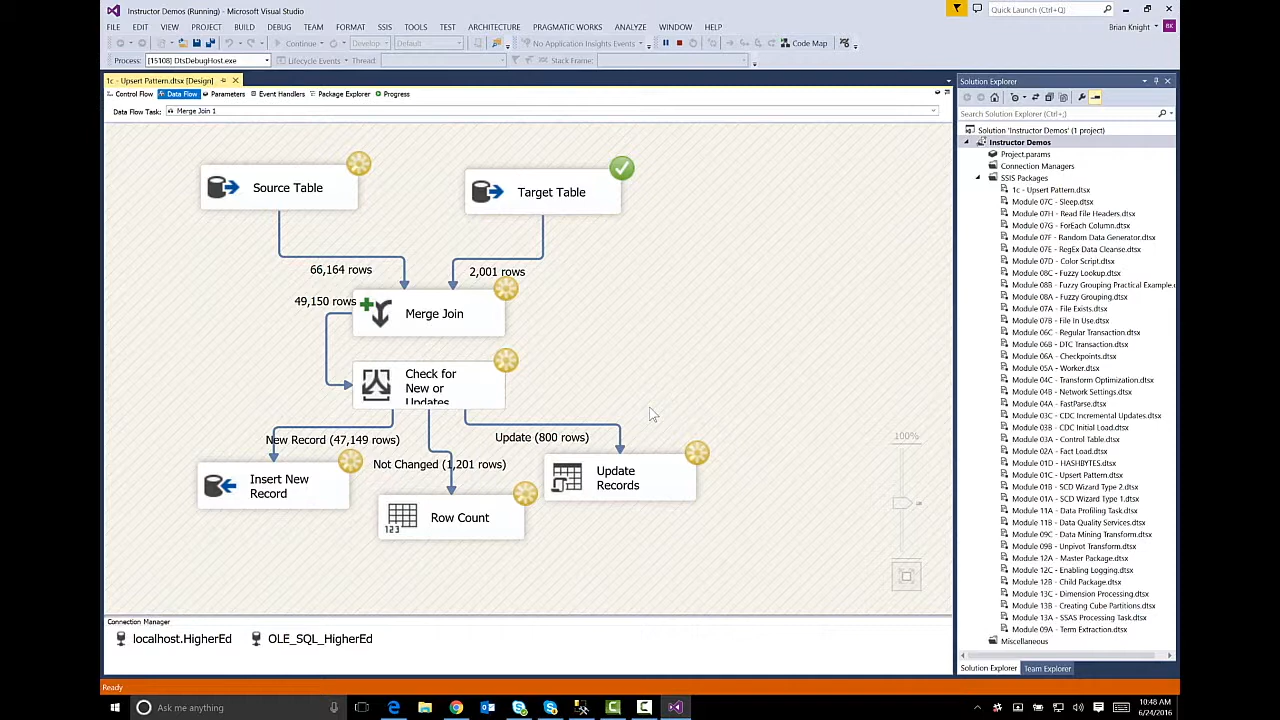 Instructor Demos (Running) - Microsoft Visual Studio
Quick Launch (Ctrl+Q)
FILE EDIT VIEW PROJECT BUILD DEBUG TEAM FORMAT SSIS TOOLS TEST ARCHITECTURE PRAGMATIC WORKS ANALYZE WINDOW HELP
Brian Knight
BK
Continue
Develop
Default
No Application Insights Events
Code Map
Process: [15108] DtsDebugHost.exe
Lifecycle Events
Thread:
Stack Frame:
1c - Upsert Pattern.dtsx [Design]
Control Flow
Data Flow
Parameters
Event Handlers
Package Explorer
Progress
Data Flow Task:
Merge Join 1
Source Table
Target Table
66,164 rows
2,001 rows
49,150 rows
Merge Join
Check for
New or
Updates
New Record (47,149 rows)
Update (800 rows)
Not Changed (1,201 rows)
Insert New
Record
Update
Records
Row Count
123
100%
Connection Manager
localhost.HigherEd
OLE_SQL_HigherEd
Solution Explorer
Search Solution Explorer (Ctrl+;)
Solution 'Instructor Demos' (1 project)
Instructor Demos
Project.params
Connection Managers
SSIS Packages
1c - Upsert Pattern.dtsx
Module 07C - Sleep.dtsx
Module 07H - Read File Headers.dtsx
Module 07G - ForEach Column.dtsx
Module 07F - Random Data Generator.dtsx
Module 07E - RegEx Data Cleanse.dtsx
Module 07D - Color Script.dtsx
Module 08C - Fuzzy Lookup.dtsx
Module 08B - Fuzzy Grouping Practical Example.d
Module 08A - Fuzzy Grouping.dtsx
Module 07A - File Exists.dtsx
Module 07B - File In Use.dtsx
Module 06C - Regular Transaction.dtsx
Module 06B - DTC Transaction.dtsx
Module 06A - Checkpoints.dtsx
Module 05A - Worker.dtsx
Module 04C - Transform Optimization.dtsx
Module 04B - Network Settings.dtsx
Module 04A - FastParse.dtsx
Module 03C - CDC Incremental Updates.dtsx
Module 03B - CDC Initial Load.dtsx
Module 03A - Control Table.dtsx
Module 02A - Fact Load.dtsx
Module 01D - HASHBYTES.dtsx
Module 01C - Upsert Pattern.dtsx
Module 01B - SCD Wizard Type 2.dtsx
Module 01A - SCD Wizard Type 1.dtsx
Module 11A - Data Profiling Task.dtsx
Module 11B - Data Quality Services.dtsx
Module 09C - Data Mining Transform.dtsx
Module 09B - Unpivot Transform.dtsx
Module 12A - Master Package.dtsx
Module 12C - Enabling Logging.dtsx
Module 12B - Child Package.dtsx
Module 13C - Dimension Processing.dtsx
Module 13B - Creating Cube Partitions.dtsx
Module 13A - SSAS Processing Task.dtsx
Module 09A - Term Extraction.dtsx
Miscellaneous
Solution Explorer
Team Explorer
Ready
Ask me anything
10:48 AM
6/24/2016